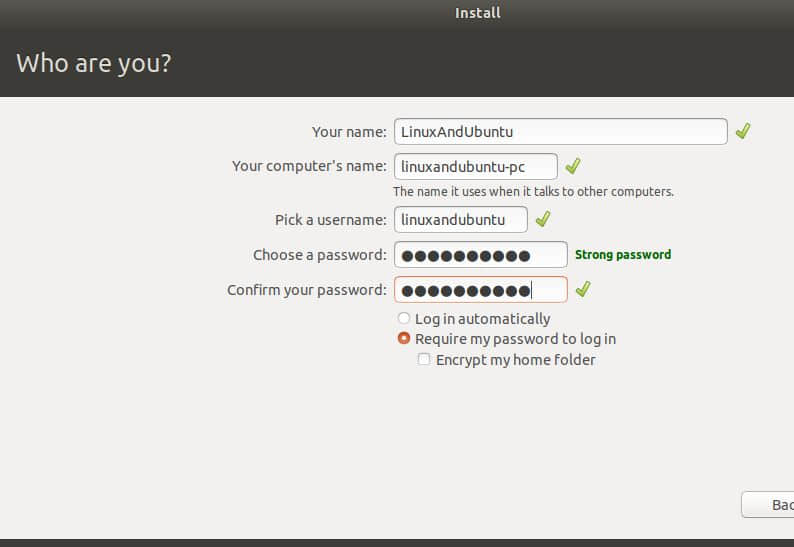 Install
Who are you?
Your name: LinuxAndUbuntu
Your computer's name: linuxandubuntu-pc
The name it uses when it talks to other computers.
Pick a username: linuxandubuntu
Choose a password: ●●●●●●●●●● Strong password
Confirm your password: ●●●●●●●●●●
Log in automatically
Require my password to log in
Encrypt my home folder
Bac